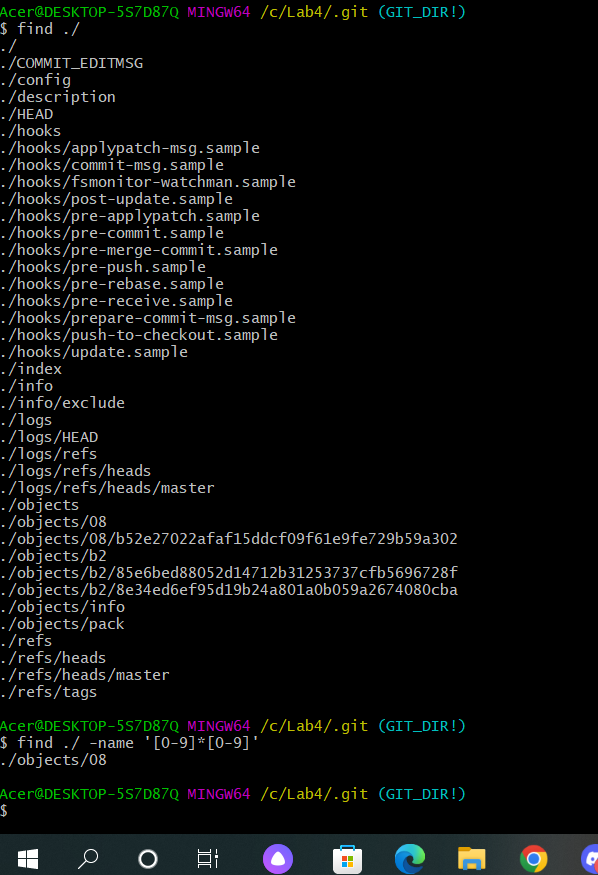 Acer@DESKTOP-5S7D87Q MINGW64 /c/Lab4/.git (GIT_DIR!)
$ find ./
./
./COMMIT_EDITMSG
./config
./description
./HEAD
./hooks
./hooks/applypatch-msg.sample
./hooks/commit-msg.sample
./hooks/fsmonitor-watchman.sample
./hooks/post-update.sample
./hooks/pre-applypatch.sample
./hooks/pre-commit.sample
./hooks/pre-merge-commit.sample
./hooks/pre-push.sample
./hooks/pre-rebase.sample
./hooks/pre-receive.sample
./hooks/prepare-commit-msg.sample
./hooks/push-to-checkout.sample
./hooks/update.sample
./index
./info
./info/exclude
./logs
./logs/HEAD
./logs/refs
./logs/refs/heads
./logs/refs/heads/master
./objects
./objects/08
./objects/08/b52e27022afaf15ddcf09f61e9fe729b59a302
./objects/b2
./objects/b2/85e6bed88052d14712b31253737cfb5696728f
./objects/b2/8e34ed6ef95d19b24a801a0b059a2674080cba
./objects/info
./objects/pack
./refs
./refs/heads
./refs/heads/master
./refs/tags
Acer@DESKTOP-5S7D87Q MINGW64 /c/Lab4/.git (GIT_DIR!)
$ find ./ -name '[0-9]*[0-9]'
./objects/08
Acer@DESKTOP-5S7D87Q MINGW64 /c/Lab4/.git (GIT_DIR!)
$